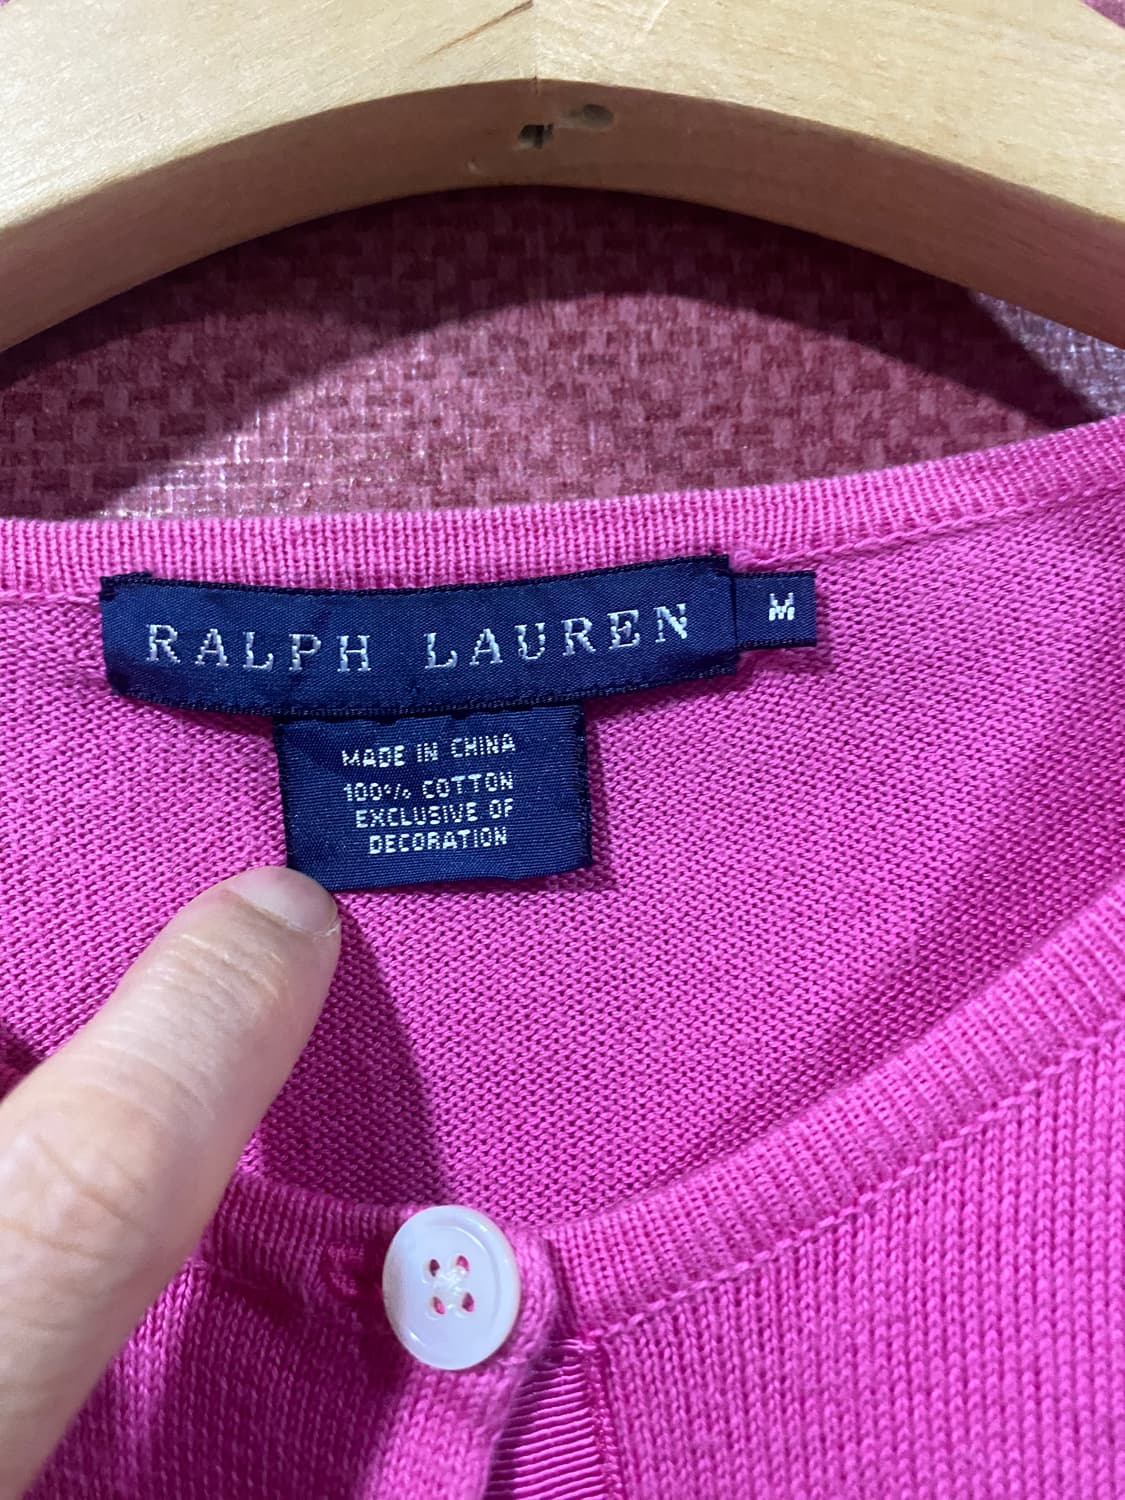 RALPH LAUREN
M
MADE IN CHINA
100% COTTON
EXCLUSIVE OF
DECORATION